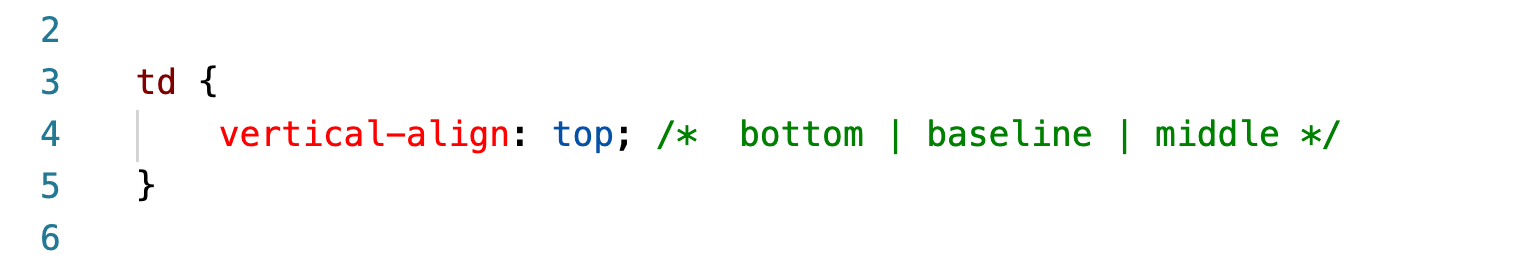 2
3 td {
4 vertical-align: top; /*  bottom | baseline | middle */
5 }
6